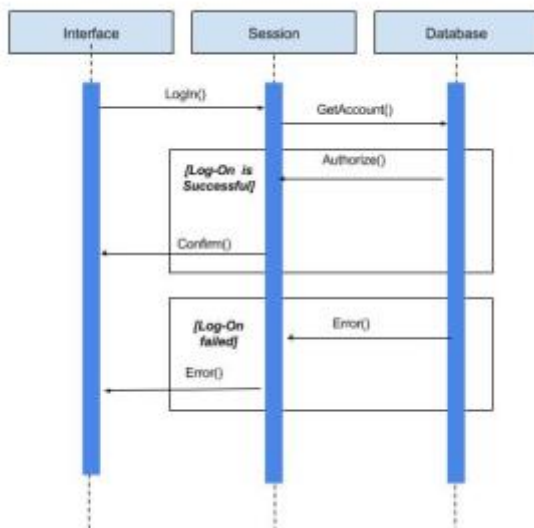 Interface
Session
Database
LogIn()
GetAccount()
Authorize()
[Log-On is
Successful]
Confirm()
Error()
[Log-On
failed]
Error()